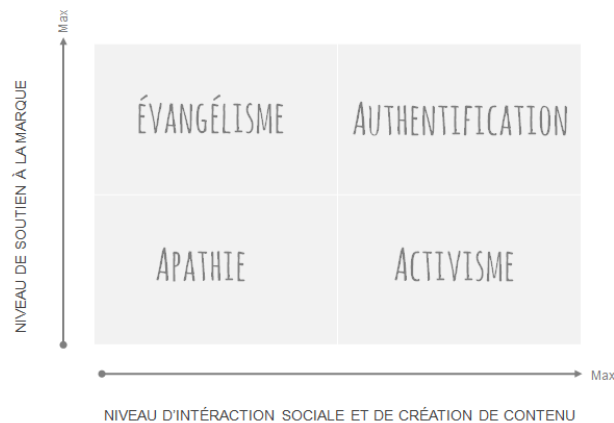 Max
NIVEAU DE SOUTIEN À LA MARQUE
ÉVANGÉLISME
AUTHENTIFICATION
APATHIE
ACTIVISME
Max
NIVEAU D'INTÉRACTION SOCIALE ET DE CRÉATION DE CONTENU